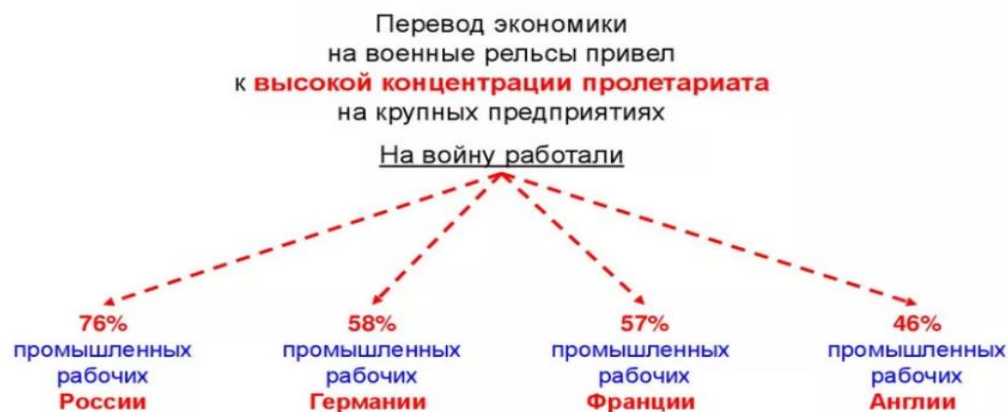 Перевод экономики
на военные рельсы привел
к высокой концентрации пролетариата
на крупных предприятиях
На войну работали
76%
промышленных
рабочих
России
58%
промышленных
рабочих
Германии
57%
промышленных
рабочих
Франции
46%
промышленных
рабочих
Англии